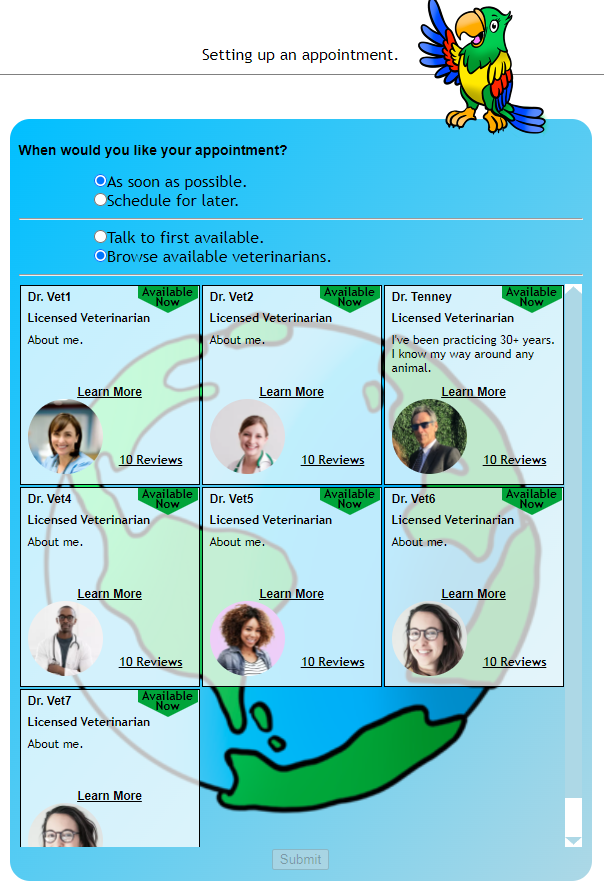 Setting up an appointment.
When would you like your appointment?
As soon as possible.
Schedule for later.
Talk to first available.
Browse available veterinarians.
Dr. Vet1
Available
Now
Licensed Veterinarian
About me.
Learn More
10 Reviews
Dr. Vet2
Available
Now
Licensed Veterinarian
About me.
Learn More
10 Reviews
Dr. Tenney
Available
Now
Licensed Veterinarian
I've been practicing 30+ years.
I know my way around any
animal.
Learn More
10 Reviews
Dr. Vet4
Available
Now
Licensed Veterinarian
About me.
Learn More
10 Reviews
Dr. Vet5
Available
Now
Licensed Veterinarian
About me.
Learn More
10 Reviews
Dr. Vet6
Available
Now
Licensed Veterinarian
About me.
Learn More
10 Reviews
Dr. Vet7
Available
Now
Licensed Veterinarian
About me.
Learn More
Submit